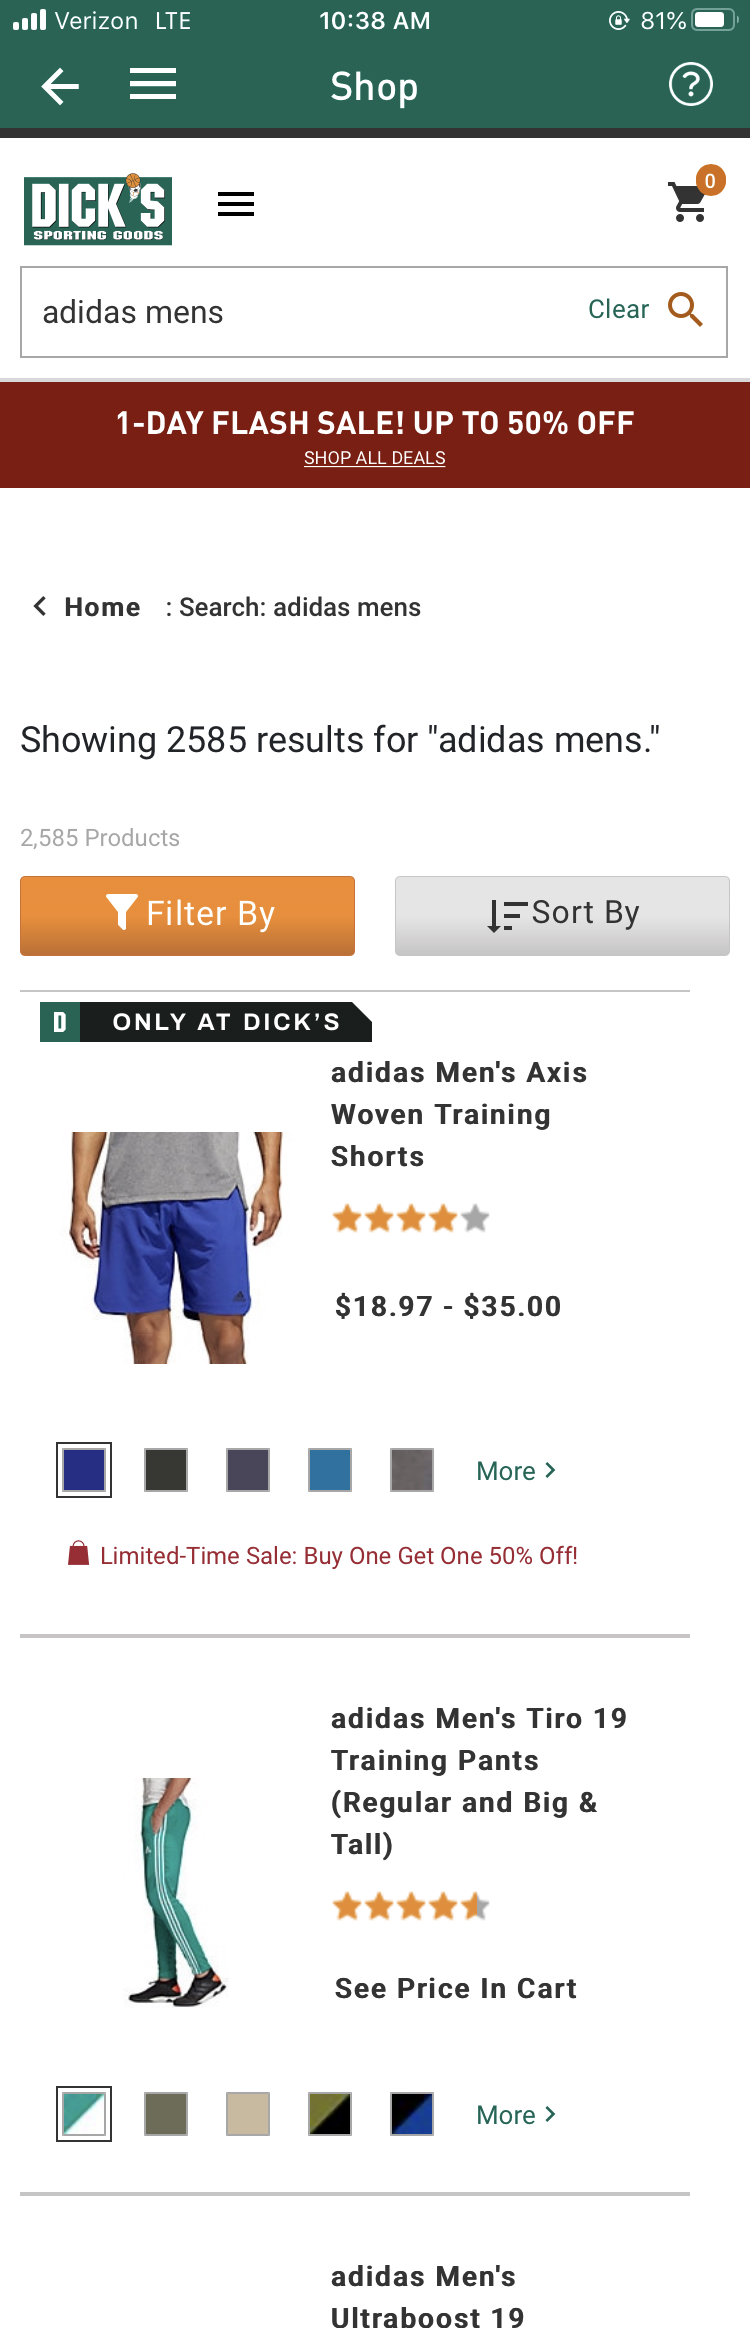 Verizon LTE 10:38 AM 81%
Shop ?
DICK'S
SPORTING GOODS
0
adidas mens Clear
1-DAY FLASH SALE! UP TO 50% OFF
SHOP ALL DEALS
Home : Search: adidas mens
Showing 2585 results for "adidas mens."
2,585 Products
Filter By Sort By
D ONLY AT DICK’S
adidas Men's Axis
Woven Training
Shorts
$18.97 - $35.00
More
Limited-Time Sale: Buy One Get One 50% Off!
adidas Men's Tiro 19
Training Pants
(Regular and Big &
Tall)
See Price In Cart
More
adidas Men's
Ultraboost 19